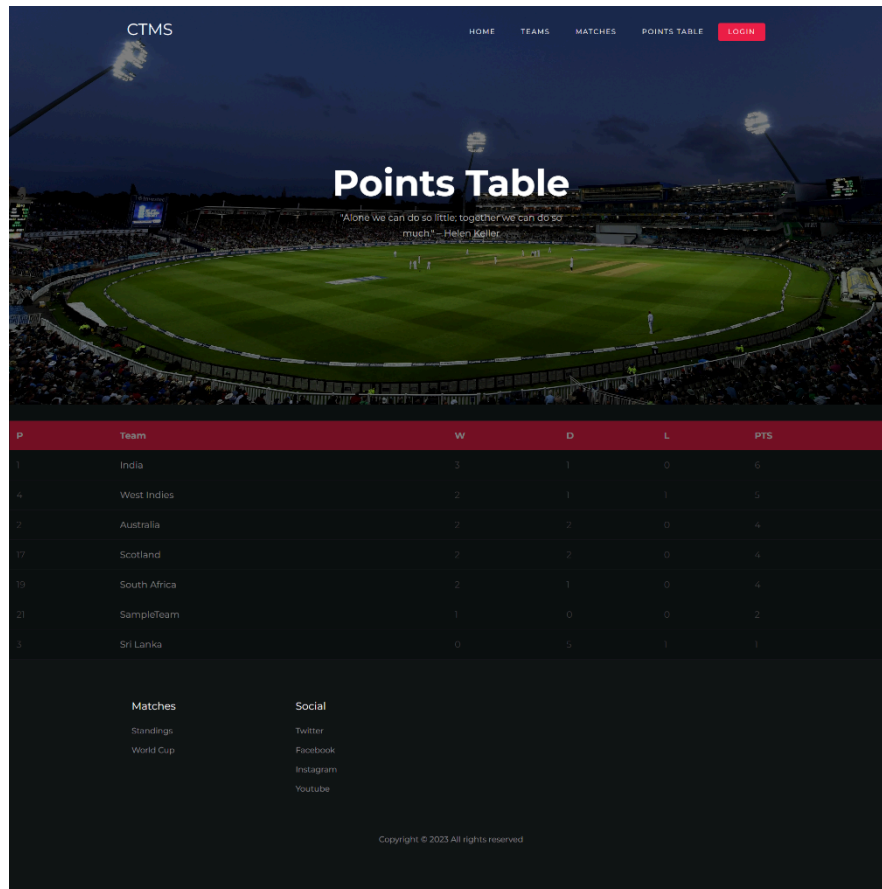 CTMS
HOME TEAMS MATCHES POINTS TABLE LOGIN
Points Table
"Alone we can do so little; together we can do so
much." – Helen Keller
P Team W D L PTS
1 India 3 1 0 6
4 West Indies 2 1 1 5
2 Australia 2 2 0 4
17 Scotland 2 2 0 4
19 South Africa 2 1 0 4
21 SampleTeam 1 0 0 2
3 Sri Lanka 0 5 1 1
Matches Social
Standings Twitter
World Cup Facebook
Instagram
Youtube
Copyright © 2023 All rights reserved